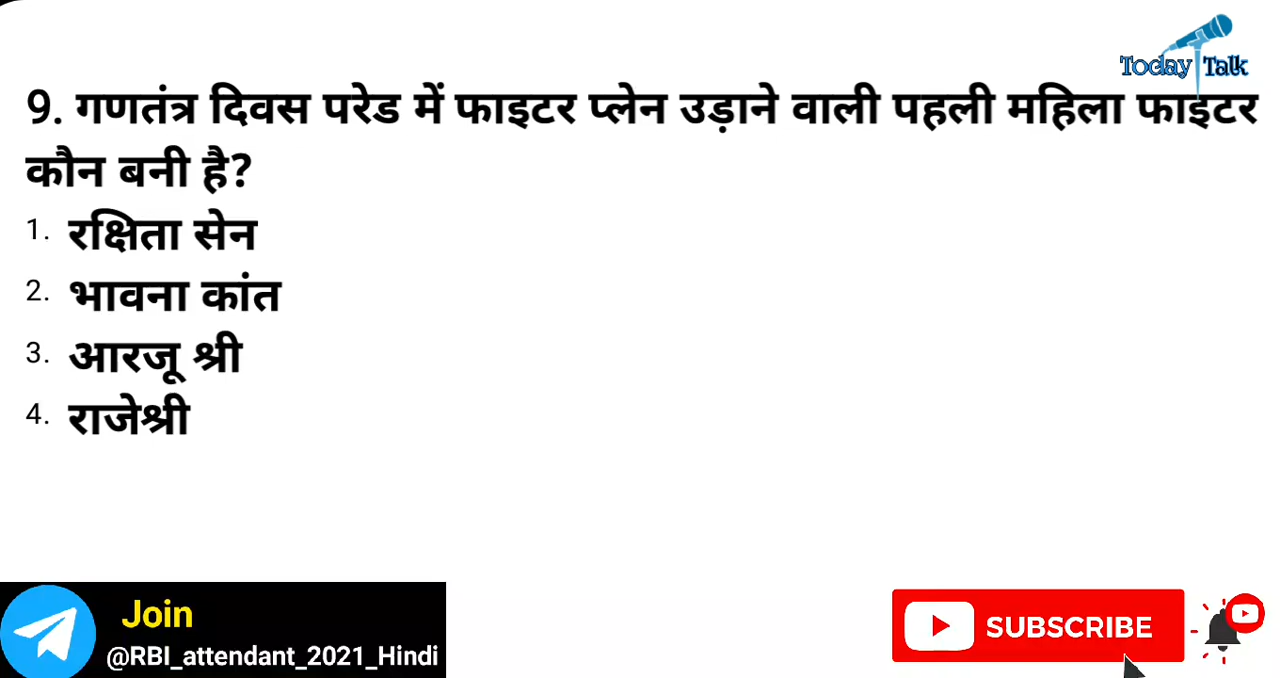 Today Talk
9. गणतंत्र दिवस परेड में फाइटर प्लेन उड़ाने वाली पहली महिला फाइटर
कौन बनी है?
1. रक्षिता सेन
2. भावना कांत
3. आरजू श्री
4. राजेश्री
Join
@RBI_attendant_2021_Hindi
SUBSCRIBE